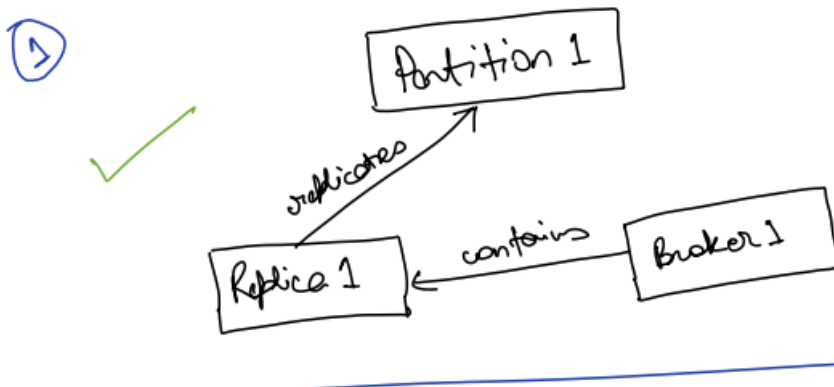 1
Partition 1
replicates
contains
Broker 1
Replica 1